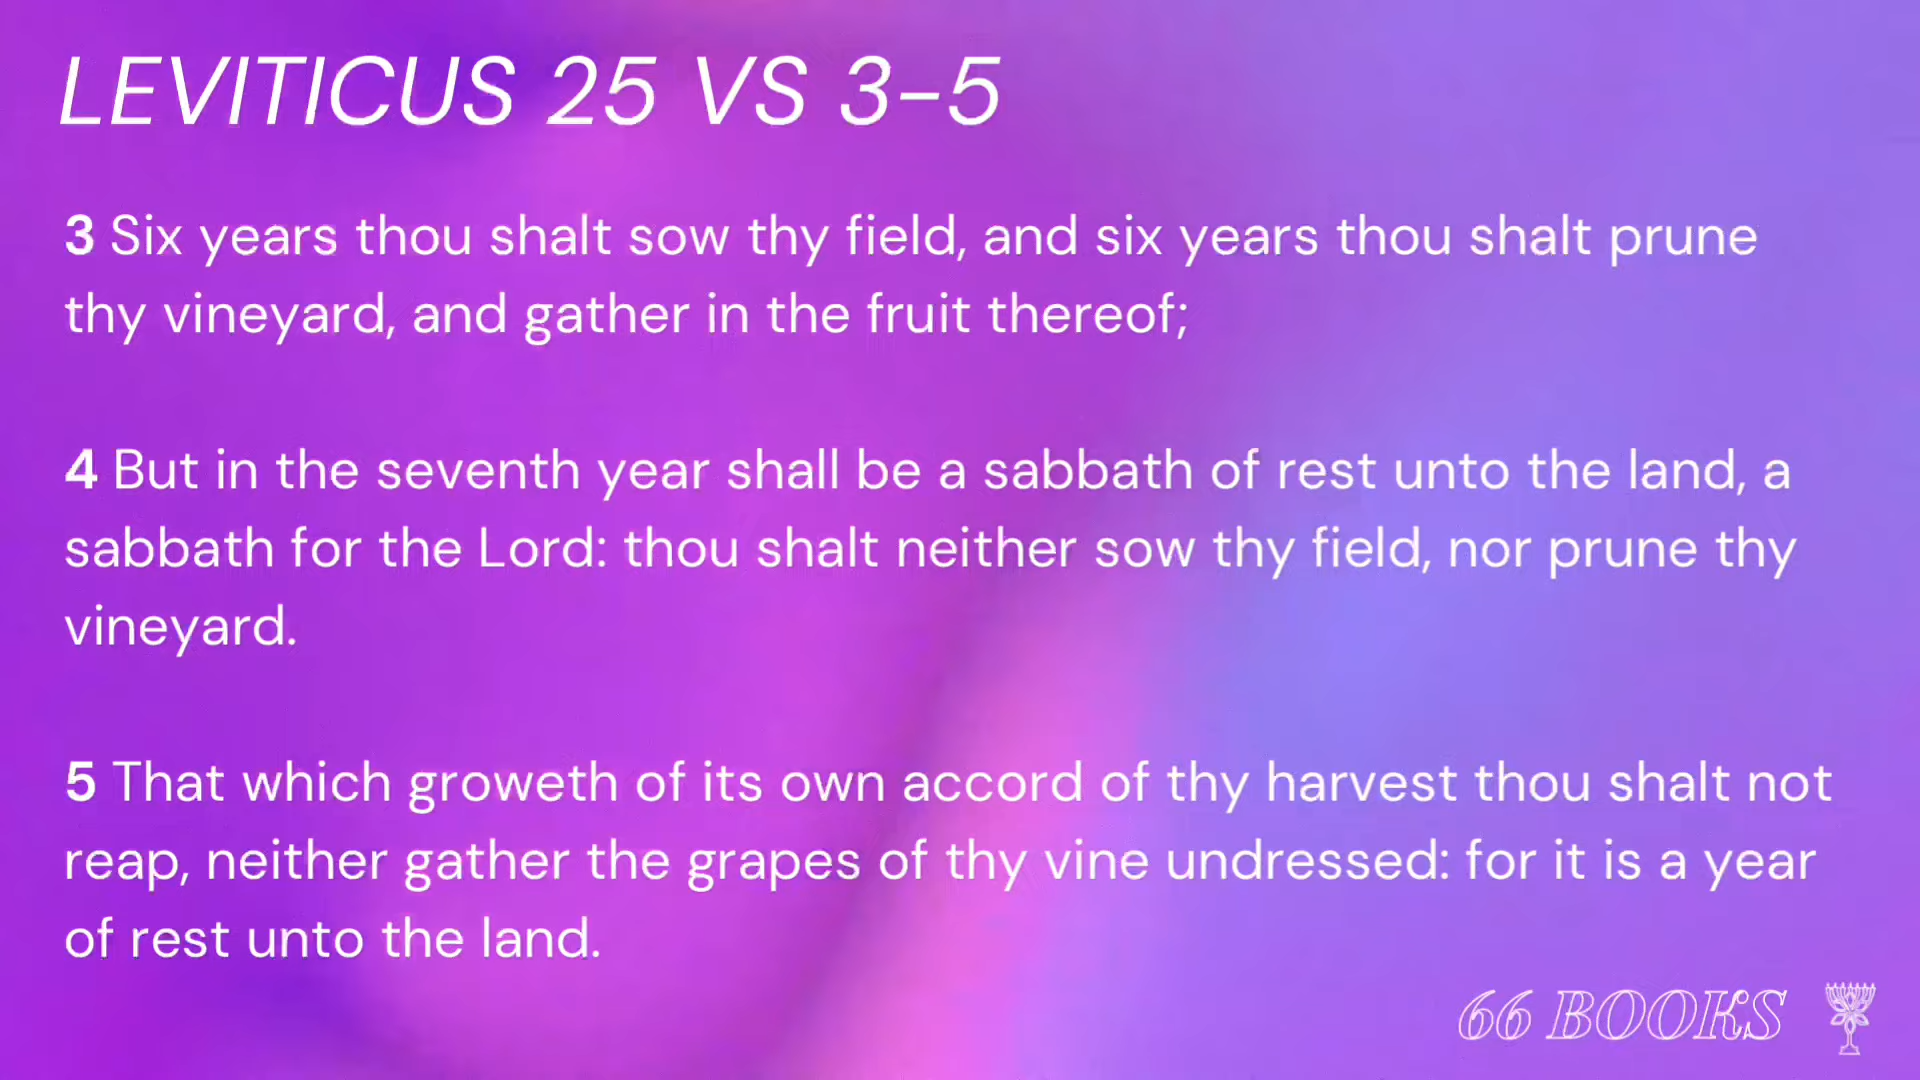 LEVITICUS 25 VS 3-5
3 Six years thou shalt sow thy field, and six years thou shalt prune
thy vineyard, and gather in the fruit thereof;
4 But in the seventh year shall be a sabbath of rest unto the land, a
sabbath for the Lord: thou shalt neither sow thy field, nor prune thy
vineyard.
5 That which groweth of its own accord of thy harvest thou shalt not
reap, neither gather the grapes of thy vine undressed: for it is a year
of rest unto the land.
66 BOOKS